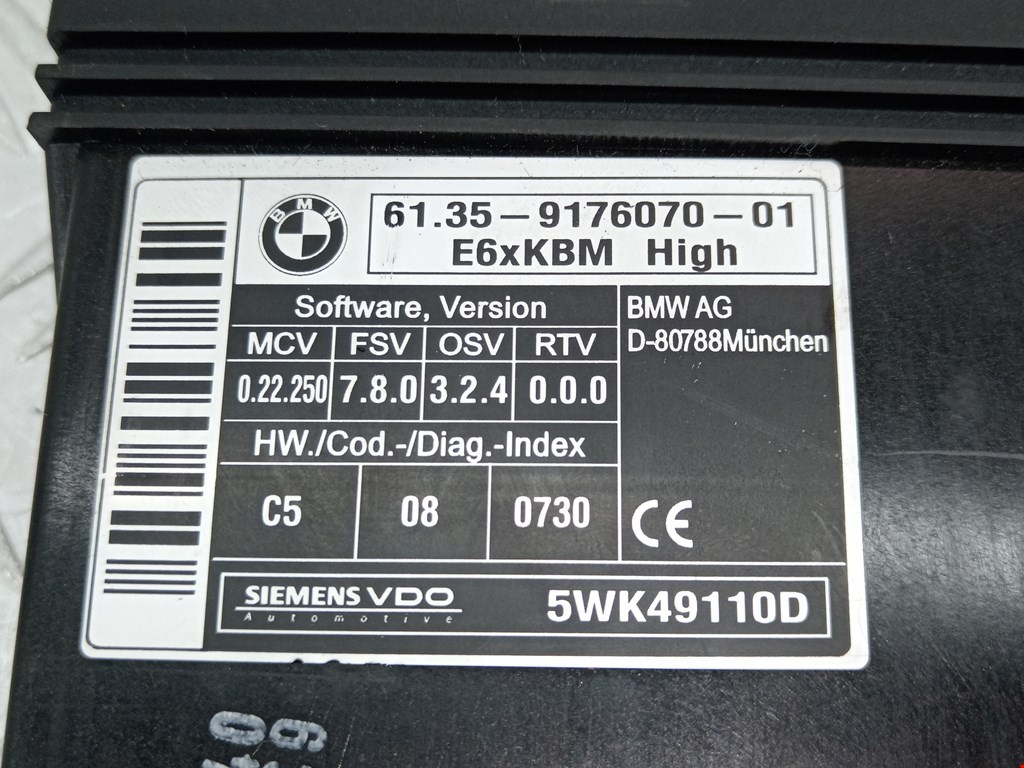 BMW
61.35-9176070-01
E6xKBM High
Software, Version
MCV FSV OSV RTV
0.22.250 7.8.0 3.2.4 0.0.0
HW./Cod.-/Diag.-Index
C5 08 0730
BMW AG
D-80788München
CE
SIEMENS VDO
Automotive
5WK49110D